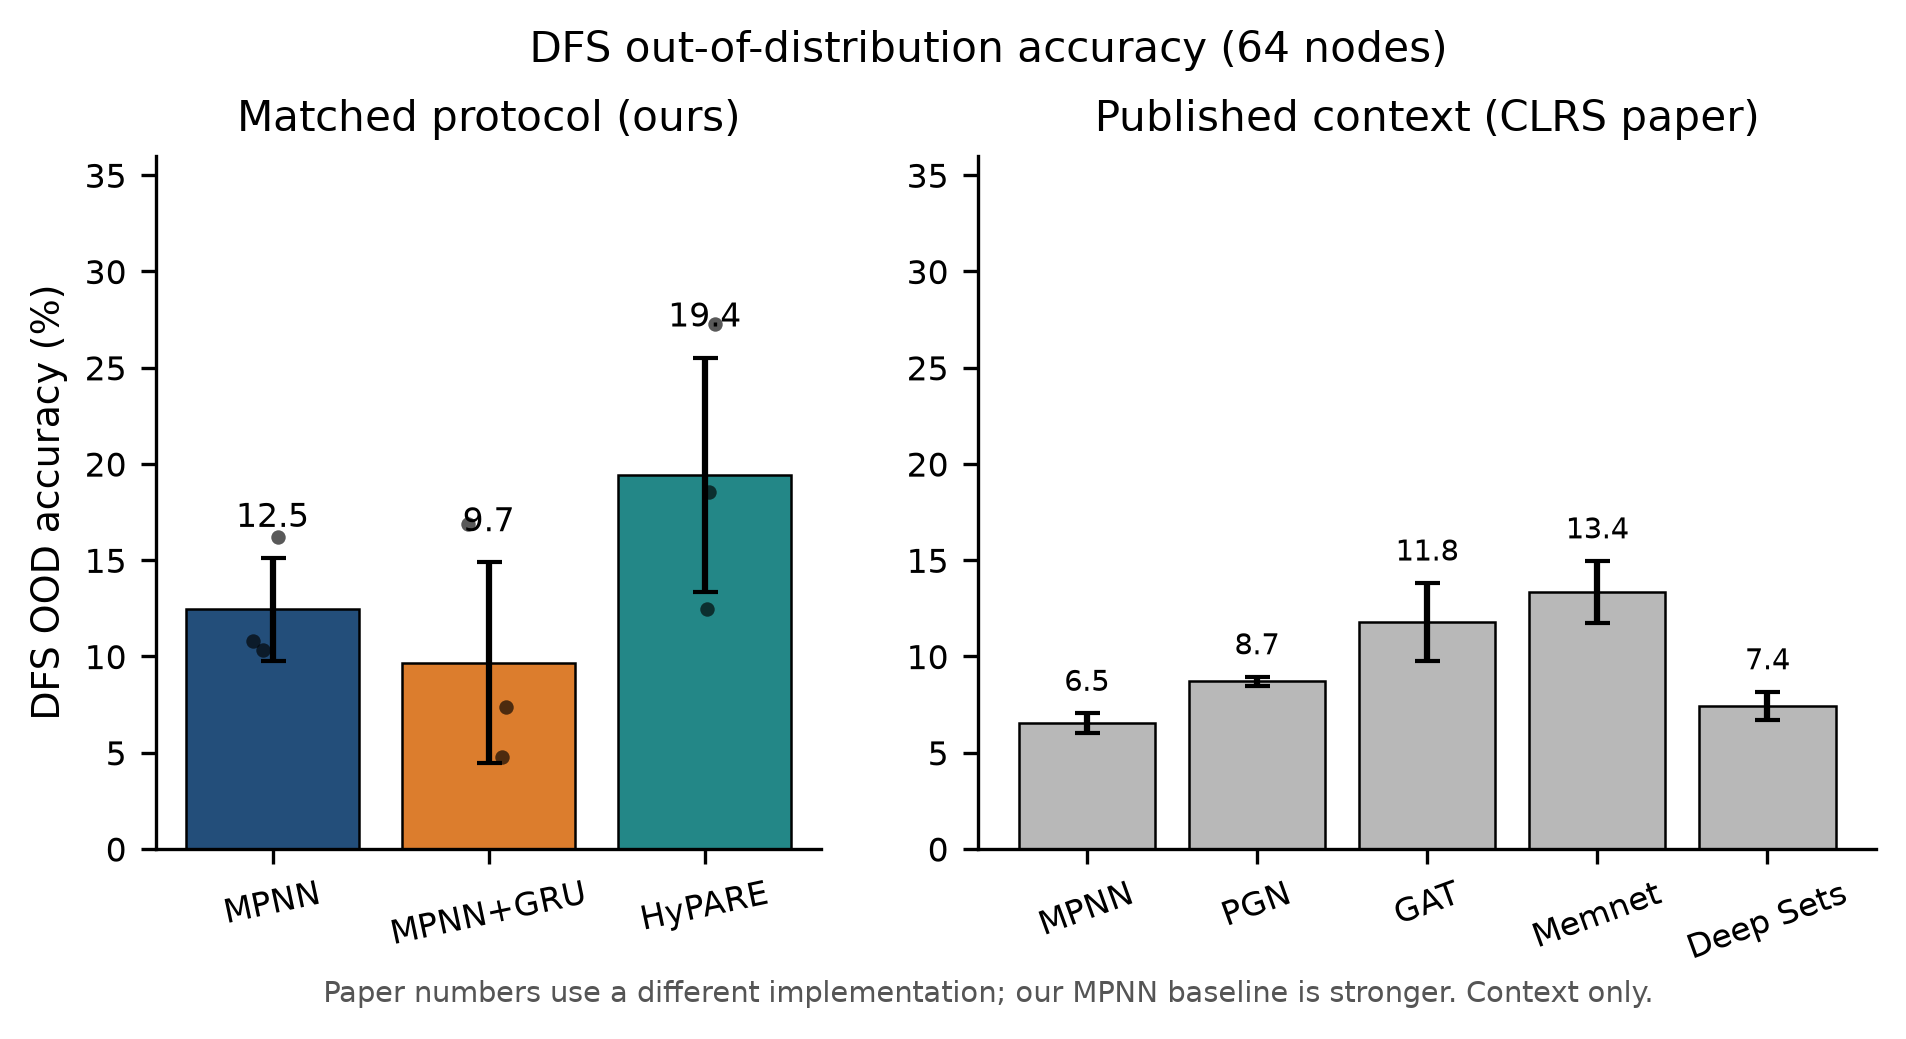 DFS out-of-distribution accuracy (64 nodes)
Matched protocol (ours)
DFS OOD accuracy (%)
35
30
25
20
15
10
5
0
12.5
9.7
19.4
MPNN
MPNN+GRU
HyPARE
Published context (CLRS paper)
35
30
25
20
15
10
5
0
6.5
8.7
11.8
13.4
7.4
MPNN
PGN
GAT
Memnet
Deep Sets
Paper numbers use a different implementation; our MPNN baseline is stronger. Context only.